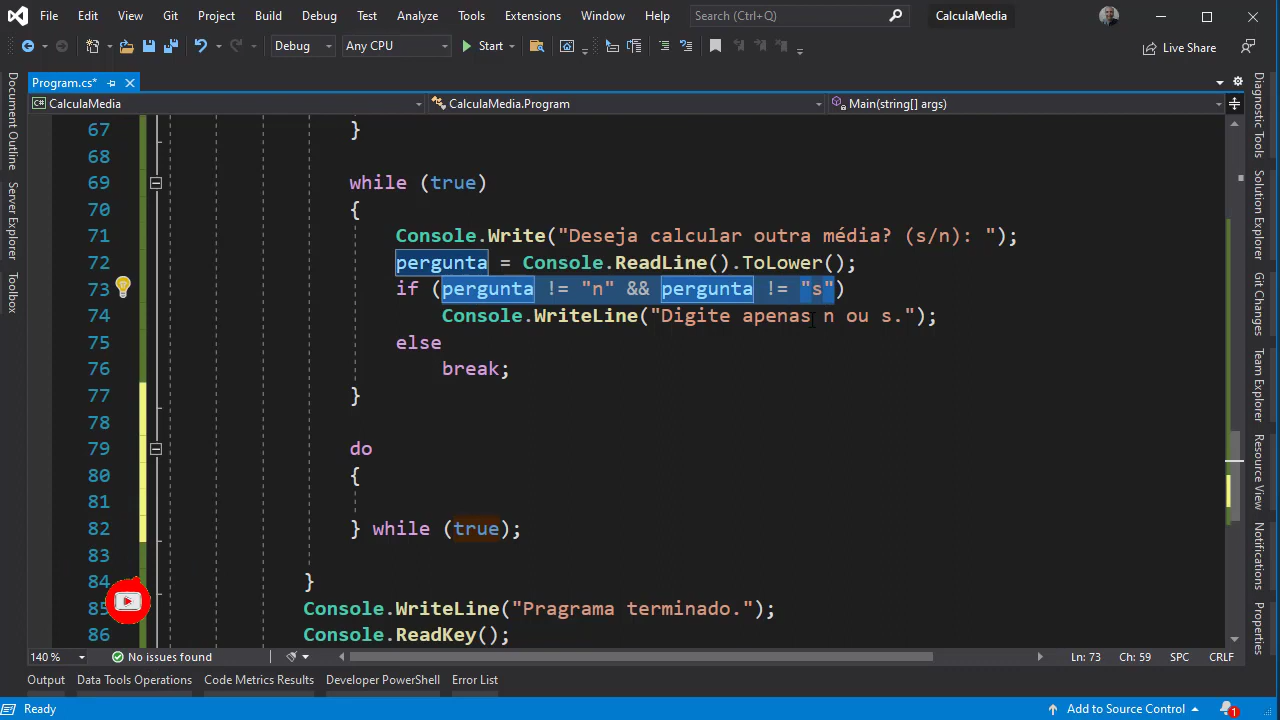 File Edit View Git Project Build Debug Test Analyze Tools Extensions Window Help Search (Ctrl+Q) CalculaMedia
Debug Any CPU Start Live Share
Program.cs*
CalculaMedia CalculaMedia.Program Main(string[] args)
Document Outline
Server Explorer
Toolbox
67 }
68
69 while (true)
70 {
71 Console.Write("Deseja calcular outra média? (s/n): ");
72 pergunta = Console.ReadLine().ToLower();
73 if (pergunta != "n" && pergunta != "s")
74 Console.WriteLine("Digite apenas n ou s.");
75 else
76 break;
77 }
78
79 do
80 {
81
82 } while (true);
83
84 }
85 Console.WriteLine("Pragrama terminado.");
86 Console.ReadKey();
Diagnostic Tools
Solution Explorer
Git Changes
Team Explorer
Resource View
Notifications
Properties
140 % No issues found Ln: 73 Ch: 59 SPC CRLF
Output Data Tools Operations Code Metrics Results Developer PowerShell Error List
Ready Add to Source Control 1